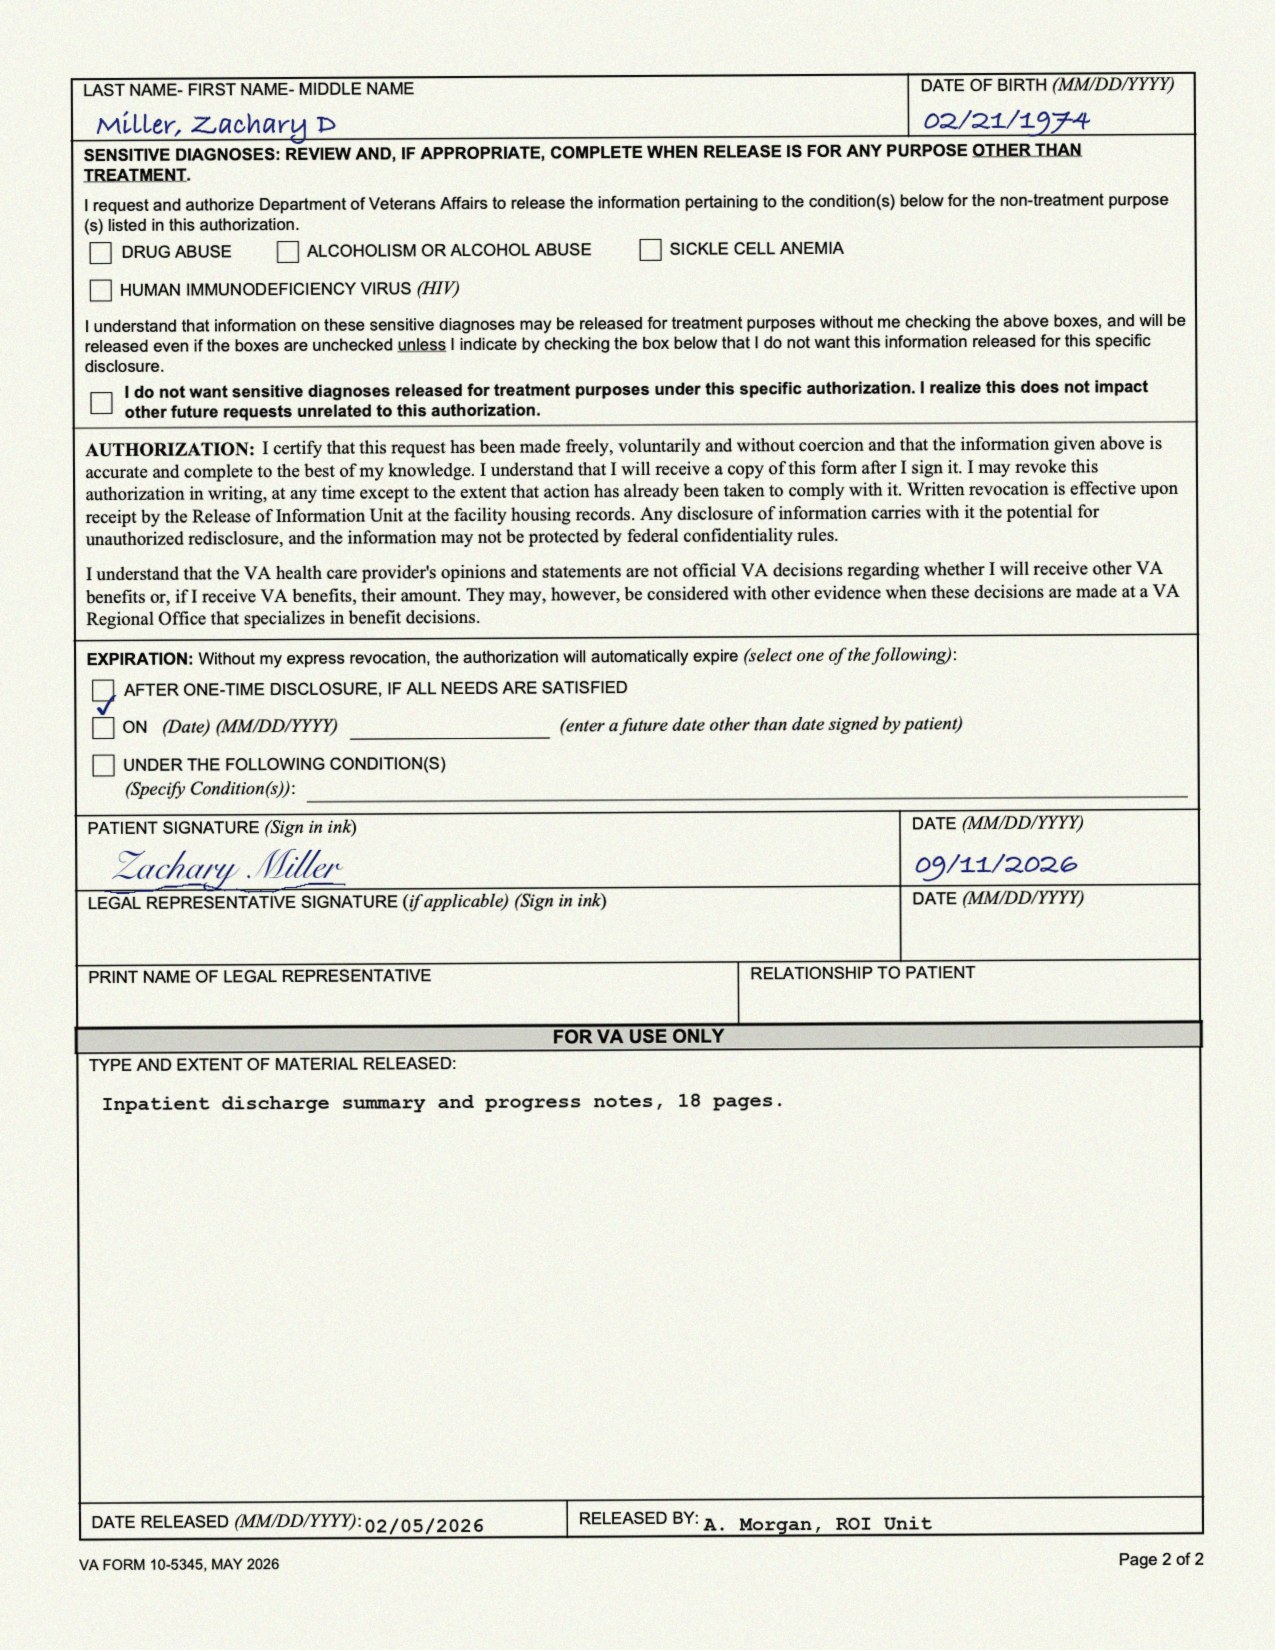 LAST NAME- FIRST NAME- MIDDLE NAME
Miller, Zachary D
DATE OF BIRTH (MM/DD/YYYY)
02/21/1974
SENSITIVE DIAGNOSES: REVIEW AND, IF APPROPRIATE, COMPLETE WHEN RELEASE IS FOR ANY PURPOSE OTHER THAN
TREATMENT.
I request and authorize Department of Veterans Affairs to release the information pertaining to the condition(s) below for the non-treatment purpose
(s) listed in this authorization.
DRUG ABUSE
ALCOHOLISM OR ALCOHOL ABUSE
SICKLE CELL ANEMIA
HUMAN IMMUNODEFICIENCY VIRUS (HIV)
I understand that information on these sensitive diagnoses may be released for treatment purposes without me checking the above boxes, and will be
released even if the boxes are unchecked unless I indicate by checking the box below that I do not want this information released for this specific
disclosure.
I do not want sensitive diagnoses released for treatment purposes under this specific authorization. I realize this does not impact
other future requests unrelated to this authorization.
AUTHORIZATION: I certify that this request has been made freely, voluntarily and without coercion and that the information given above is
accurate and complete to the best of my knowledge. I understand that I will receive a copy of this form after I sign it. I may revoke this
authorization in writing, at any time except to the extent that action has already been taken to comply with it. Written revocation is effective upon
receipt by the Release of Information Unit at the facility housing records. Any disclosure of information carries with it the potential for
unauthorized redisclosure, and the information may not be protected by federal confidentiality rules.
I understand that the VA health care provider's opinions and statements are not official VA decisions regarding whether I will receive other VA
benefits or, if I receive VA benefits, their amount. They may, however, be considered with other evidence when these decisions are made at a VA
Regional Office that specializes in benefit decisions.
EXPIRATION: Without my express revocation, the authorization will automatically expire (select one of the following):
AFTER ONE-TIME DISCLOSURE, IF ALL NEEDS ARE SATISFIED
ON (Date) (MM/DD/YYYY) (enter a future date other than date signed by patient)
UNDER THE FOLLOWING CONDITION(S)
(Specify Condition(s)):
PATIENT SIGNATURE (Sign in ink)
Zachary Miller
DATE (MM/DD/YYYY)
09/11/2026
LEGAL REPRESENTATIVE SIGNATURE (if applicable) (Sign in ink)
DATE (MM/DD/YYYY)
PRINT NAME OF LEGAL REPRESENTATIVE
RELATIONSHIP TO PATIENT
FOR VA USE ONLY
TYPE AND EXTENT OF MATERIAL RELEASED:
Inpatient discharge summary and progress notes, 18 pages.
DATE RELEASED (MM/DD/YYYY): 02/05/2026
RELEASED BY: A. Morgan, ROI Unit
VA FORM 10-5345, MAY 2026
Page 2 of 2